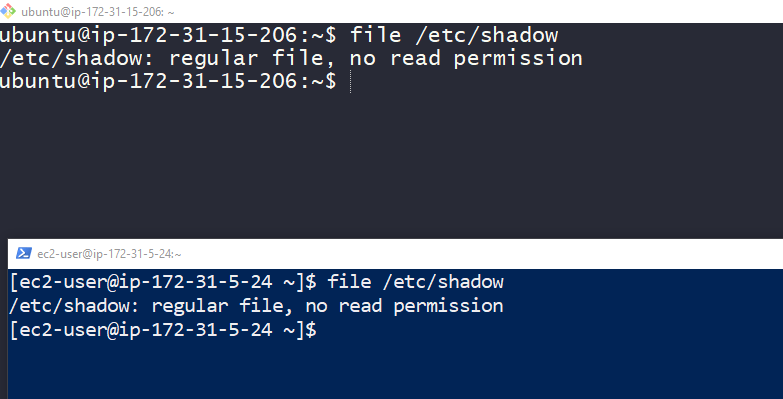 ubuntu@ip-172-31-15-206: ~
ubuntu@ip-172-31-15-206:~$ file /etc/shadow
/etc/shadow: regular file, no read permission
ubuntu@ip-172-31-15-206:~$
ec2-user@ip-172-31-5-24:~
[ec2-user@ip-172-31-5-24 ~]$ file /etc/shadow
/etc/shadow: regular file, no read permission
[ec2-user@ip-172-31-5-24 ~]$